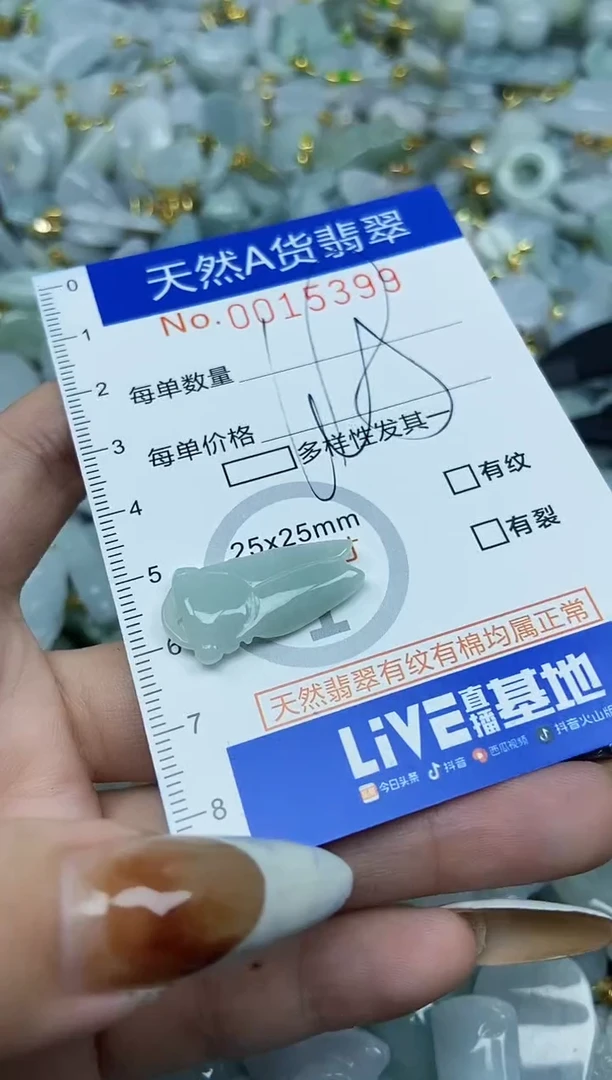 天然A货翡翠
No.0015399
0
1
2
3
4
5
6
7
8
每单数量
每单价格
多样性发其一
有纹
有裂
25x25mm
1
天然翡翠有纹有棉均属正常
LiVE直播基地
今日头条 抖音 西瓜视频 抖音火山版